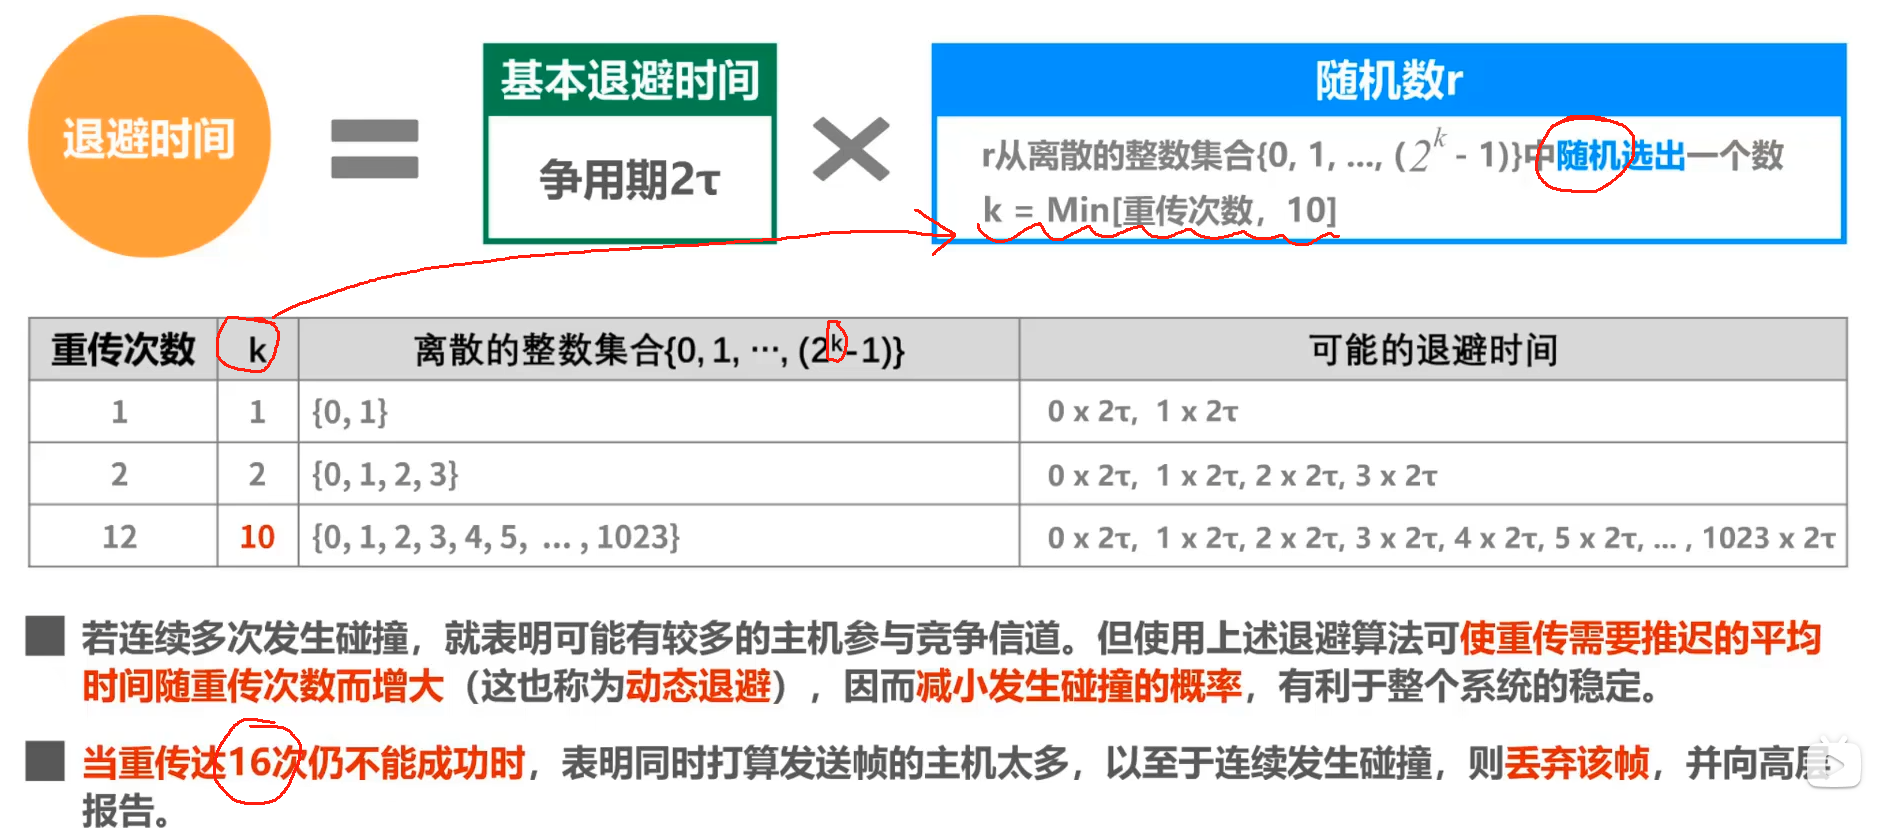 退避时间
=
基本退避时间
争用期2τ
×
随机数r
r从离散的整数集合{0, 1, ..., (2^k - 1)}中随机选出一个数
k = Min[重传次数，10]
重传次数 k 离散的整数集合{0, 1, ···, (2^k-1)} 可能的退避时间
1 1 {0, 1} 0 x 2τ, 1 x 2τ
2 2 {0, 1, 2, 3} 0 x 2τ, 1 x 2τ, 2 x 2τ, 3 x 2τ
12 10 {0, 1, 2, 3, 4, 5, ... , 1023} 0 x 2τ, 1 x 2τ, 2 x 2τ, 3 x 2τ, 4 x 2τ, 5 x 2τ, ... , 1023 x 2τ
若连续多次发生碰撞，就表明可能有较多的主机参与竞争信道。但使用上述退避算法可使重传需要推迟的平均
时间随重传次数而增大（这也称为动态退避），因而减小发生碰撞的概率，有利于整个系统的稳定。
当重传达16次仍不能成功时，表明同时打算发送帧的主机太多，以至于连续发生碰撞，则丢弃该帧，并向高层
报告。